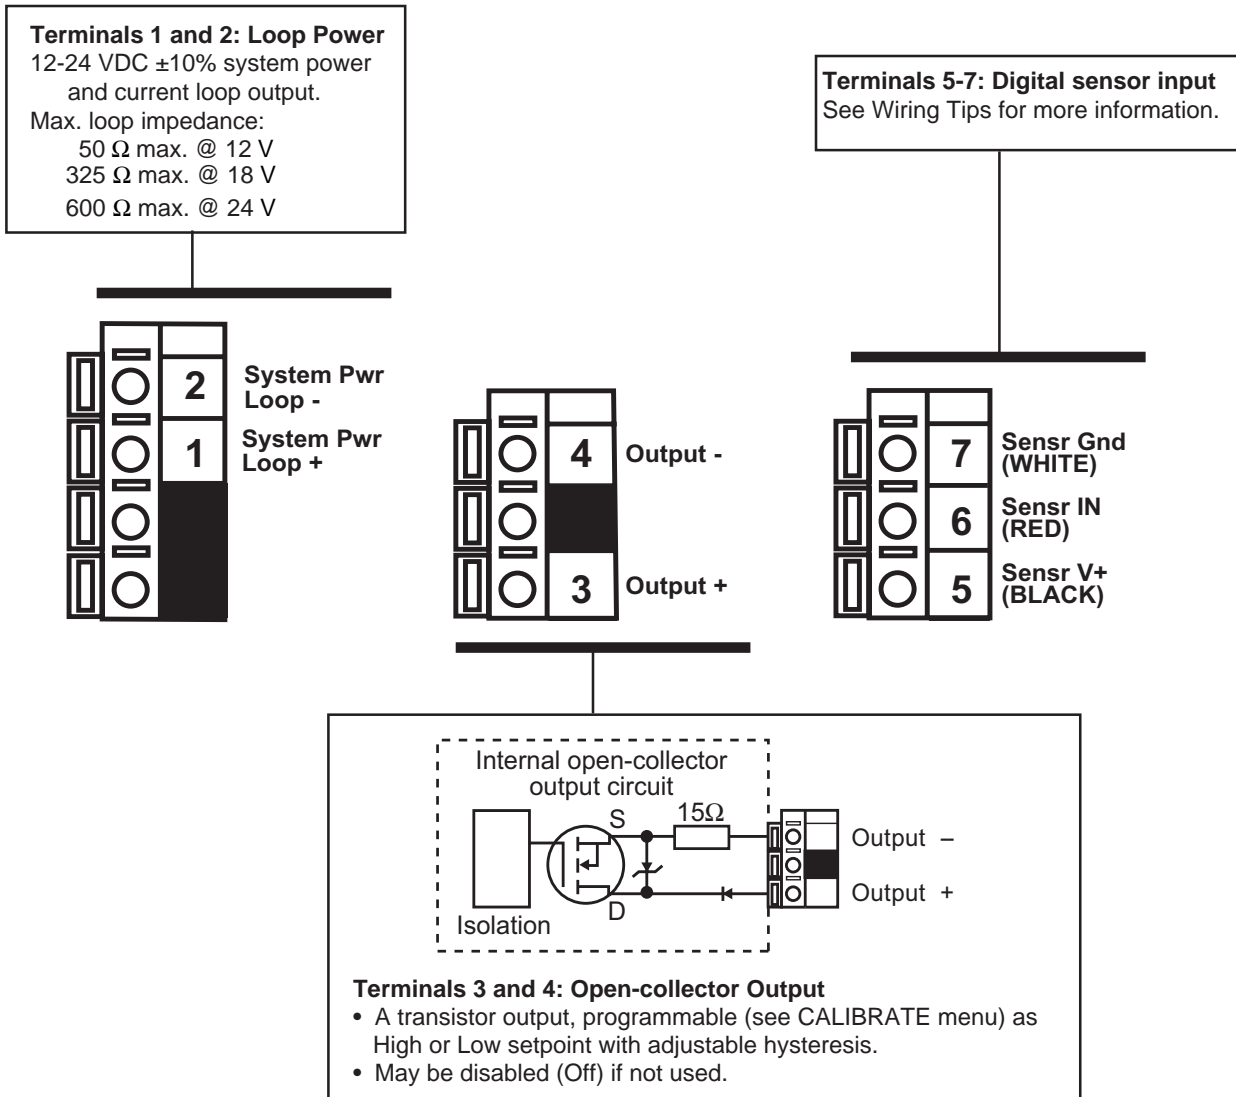 Terminals 1 and 2: Loop Power
12-24 VDC ±10% system power
and current loop output.
Max. loop impedance:
50 Ω max. @ 12 V
325 Ω max. @ 18 V
600 Ω max. @ 24 V
Terminals 5-7: Digital sensor input
See Wiring Tips for more information.
2 System Pwr
Loop -
1 System Pwr
Loop +
4 Output -
3 Output +
7 Sensr Gnd
(WHITE)
6 Sensr IN
(RED)
5 Sensr V+
(BLACK)
Internal open-collector
output circuit
S 15Ω
Output –
Output +
D
Isolation
Terminals 3 and 4: Open-collector Output
• A transistor output, programmable (see CALIBRATE menu) as
High or Low setpoint with adjustable hysteresis.
• May be disabled (Off) if not used.